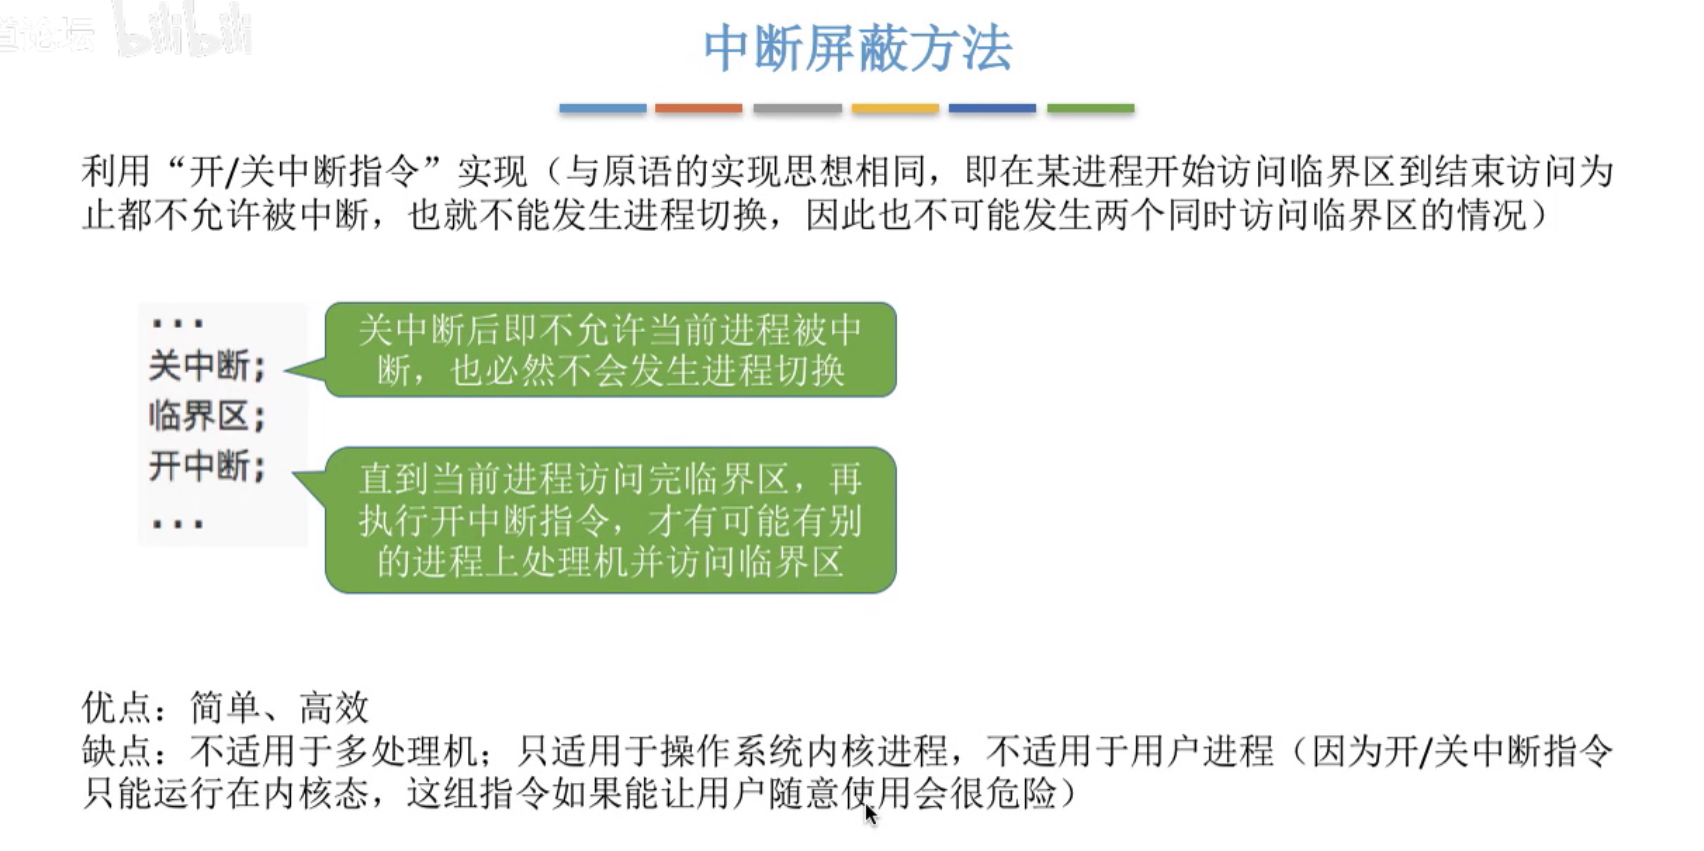 道论坛 bilibili
中断屏蔽方法
利用“开/关中断指令”实现（与原语的实现思想相同，即在某进程开始访问临界区到结束访问为
止都不允许被中断，也就不能发生进程切换，因此也不可能发生两个同时访问临界区的情况）
...
关中断;
临界区;
开中断;
...
关中断后即不允许当前进程被中
断，也必然不会发生进程切换
直到当前进程访问完临界区，再
执行开中断指令，才有可能有别
的进程上处理机并访问临界区
优点：简单、高效
缺点：不适用于多处理机；只适用于操作系统内核进程，不适用于用户进程（因为开/关中断指令
只能运行在内核态，这组指令如果能让用户随意使用会很危险）